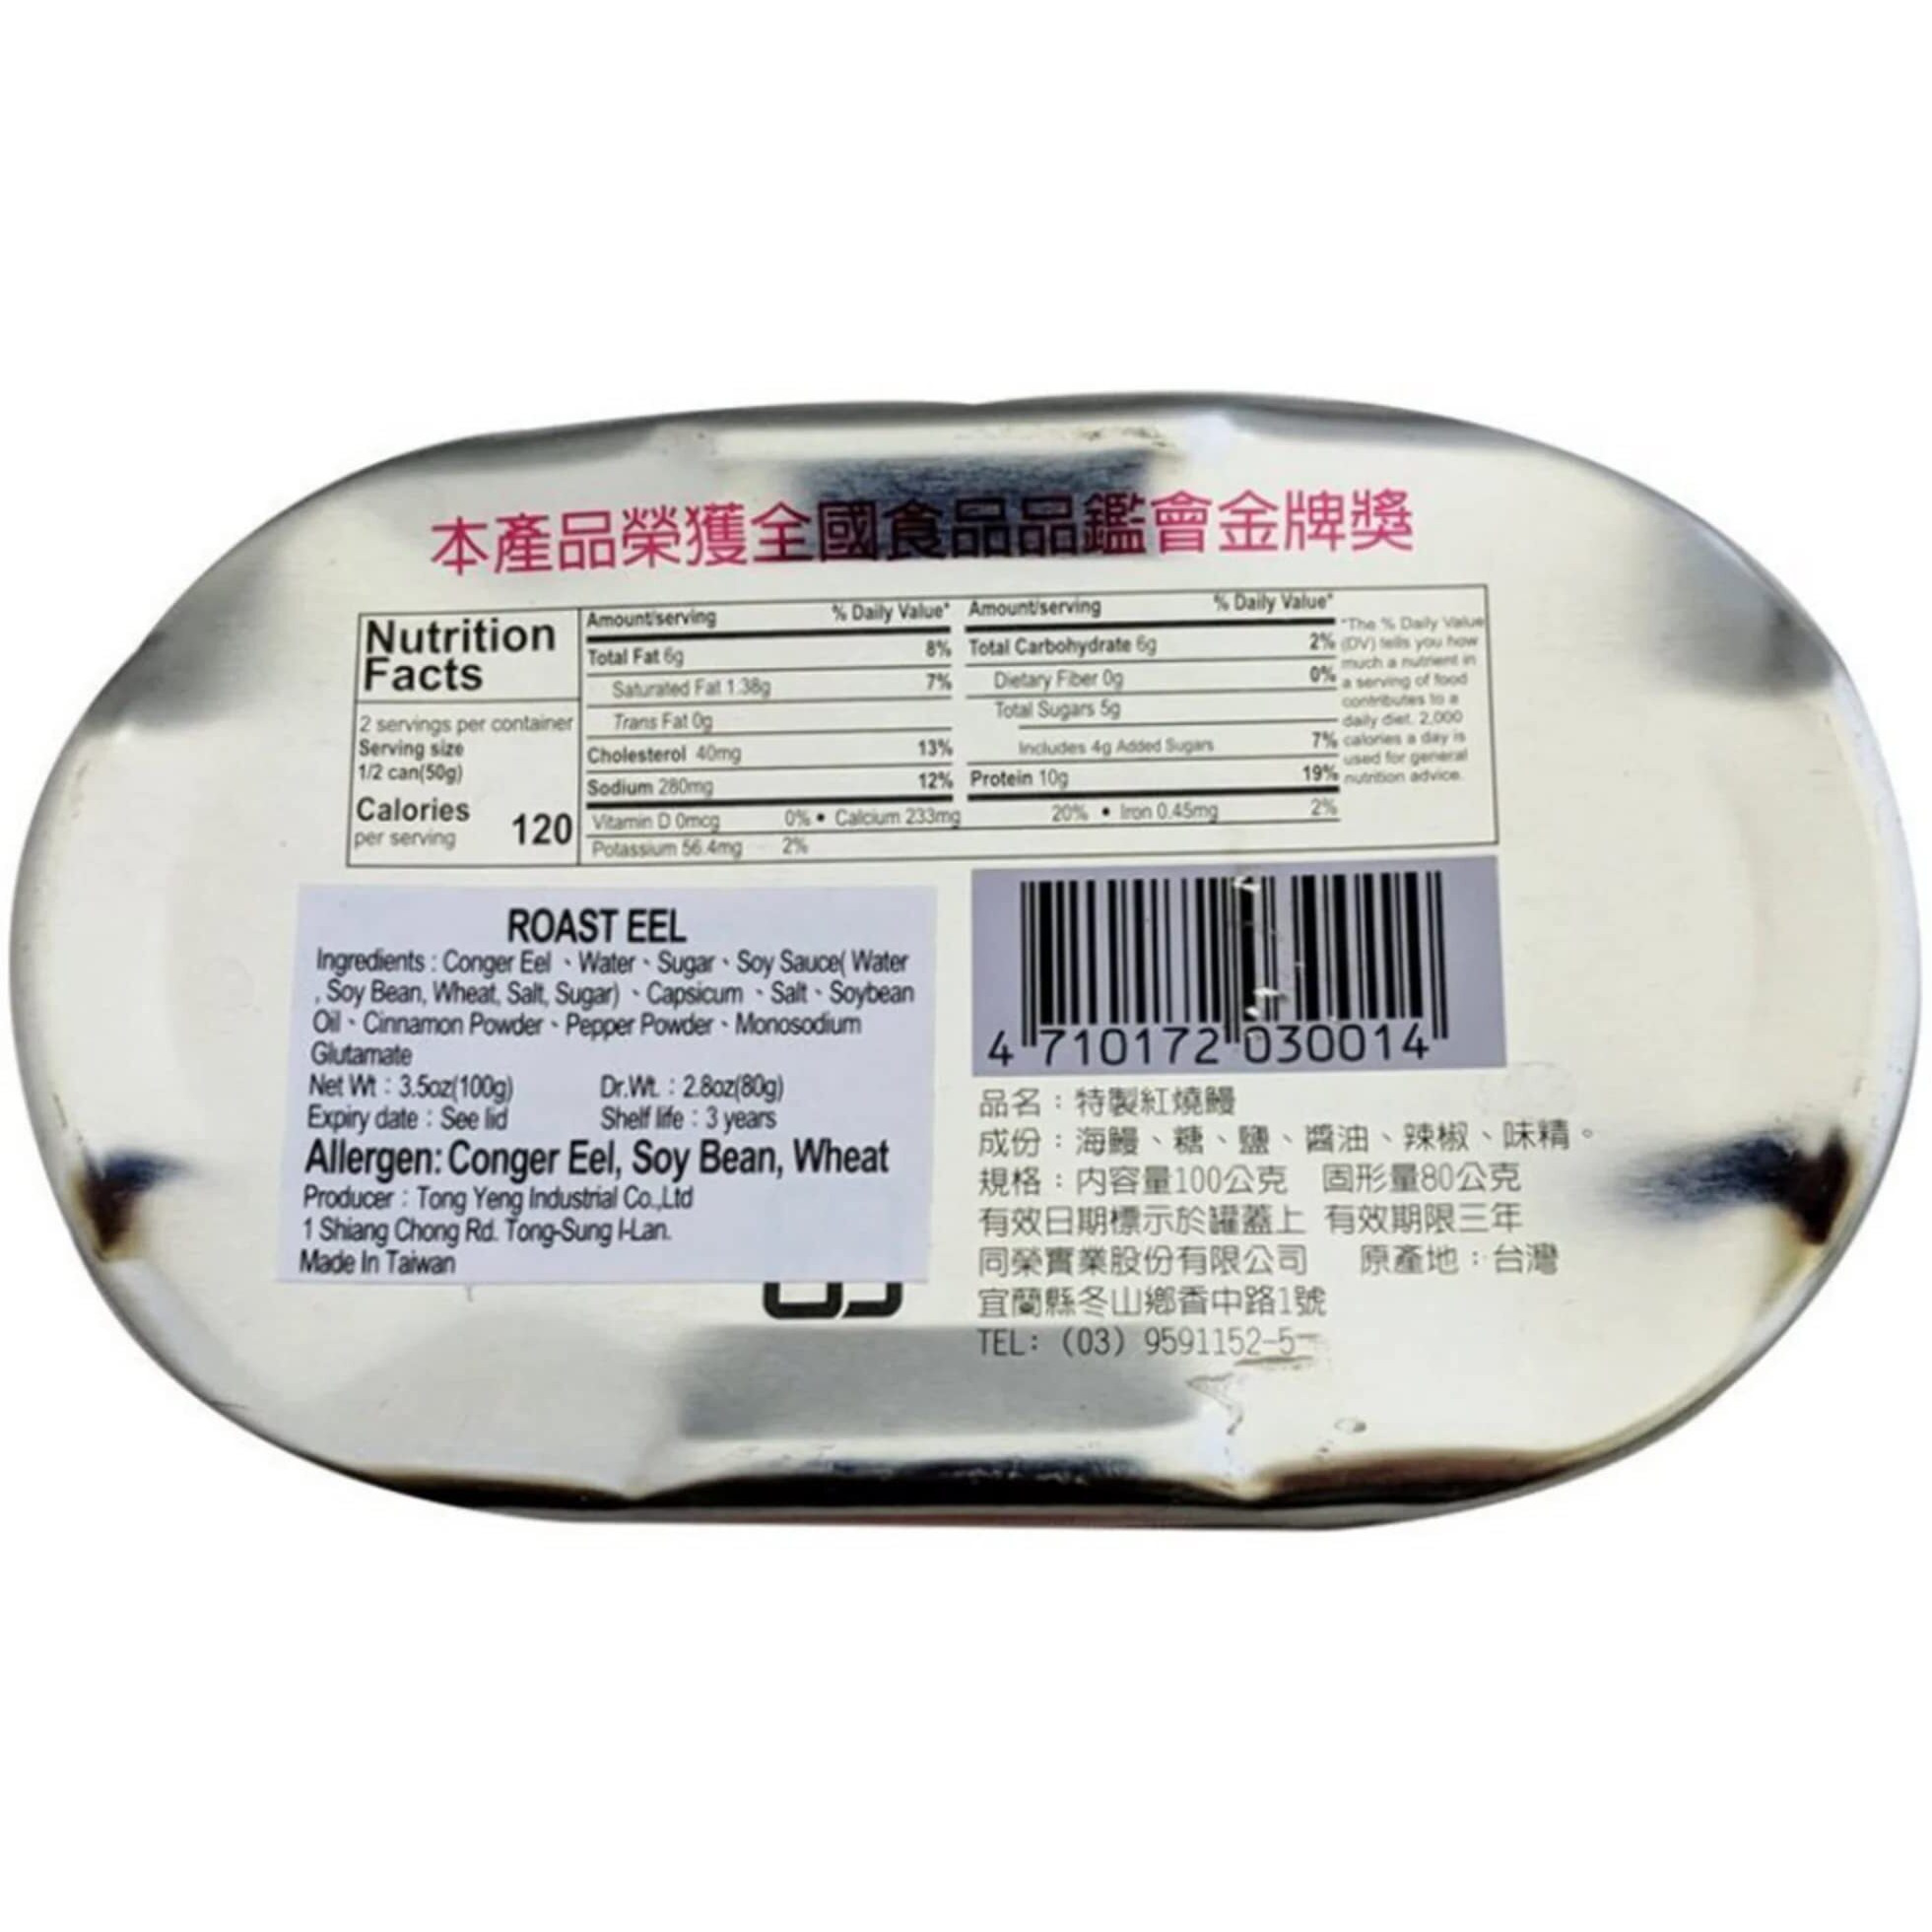 本產品榮獲全國食品品鑑會金牌獎
Nutrition
Facts
2 servings per container
Serving size
1/2 can(50g)
Calories
per serving 120
Amount/serving % Daily Value*
Total Fat 6g 8%
Saturated Fat 1.38g 7%
Trans Fat 0g
Cholesterol 40mg 13%
Sodium 280mg 12%
Amount/serving % Daily Value*
Total Carbohydrate 6g 2%
Dietary Fiber 0g 0%
Total Sugars 5g
Includes 4g Added Sugars 7%
Protein 10g 19%
Vitamin D 0mcg 0% • Calcium 233mg 20% • Iron 0.45mg 2%
Potassium 56.4mg 2%
*The % Daily Value
(DV) tells you how
much a nutrient in
a serving of food
contributes to a
daily diet. 2,000
calories a day is
used for general
nutrition advice.
ROAST EEL
Ingredients : Conger Eel、Water、Sugar、Soy Sauce( Water
, Soy Bean, Wheat, Salt, Sugar)、Capsicum、Salt、Soybean
Oil、Cinnamon Powder、Pepper Powder、Monosodium
Glutamate
Net Wt : 3.5oz(100g) Dr.Wt. : 2.8oz(80g)
Expiry date : See lid Shelf life : 3 years
Allergen: Conger Eel, Soy Bean, Wheat
Producer : Tong Yeng Industrial Co.,Ltd
1 Shiang Chong Rd. Tong-Sung I-Lan.
Made In Taiwan
4 710172 030014
品名：特製紅燒鰻
成份：海鰻、糖、鹽、醬油、辣椒、味精。
規格：内容量100公克 固形量80公克
有效日期標示於罐蓋上 有效期限三年
同榮實業股份有限公司 原產地：台灣
宜蘭縣冬山鄉香中路1號
TEL: (03) 9591152-5